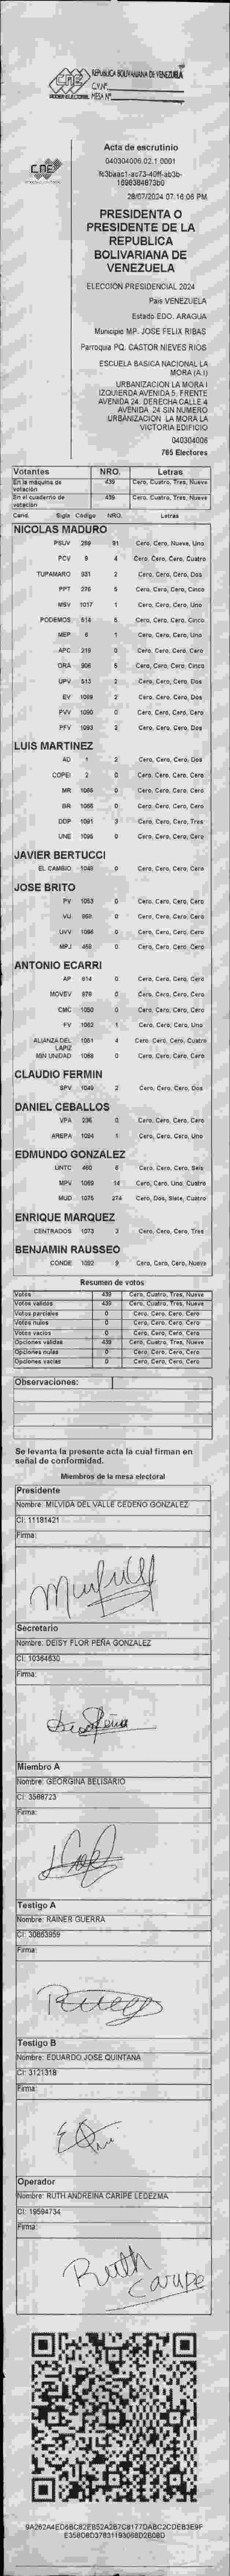 CNE
PODER ELECTORAL
REPUBLICA BOLIVARIANA DE VENEZUELA
C.V.Nº
MESA Nº
CNE
Acta de escrutinio
040304006.02.1.0001
28/07/2024 07:16:06 PM
PRESIDENTA O
PRESIDENTE DE LA
REPUBLICA
BOLIVARIANA DE
VENEZUELA
ELECCIÓN PRESIDENCIAL 2024
País VENEZUELA
Estado EDO. ARAGUA
Municipio MP. JOSE FELIX RIBAS
Parroquia PQ. CASTOR NIEVES RIOS
ESCUELA BASICA NACIONAL LA
MORA (A.I)
URBANIZACION LA MORA I
IZQUIERDA AVENIDA 5. FRENTE
AVENIDA 24. DERECHA CALLE 4
AVENIDA 24 SIN NUMERO
URBANIZACION LA MORA LA
VICTORIA EDIFICIO
040304006
765 Electores
Votantes NRO. Letras
En la máquina de votación 439 Cero, Cuatro, Tres, Nueve
En el cuaderno de votación 439 Cero, Cuatro, Tres, Nueve
Cand. Sigla Código NRO. Letras
NICOLAS MADURO
PSUV 269 91 Cero, Cero, Nueve, Uno
PCV 9 4 Cero, Cero, Cero, Cuatro
TUPAMARO 931 2 Cero, Cero, Cero, Dos
PPT 276 5 Cero, Cero, Cero, Cinco
MSV 1017 1 Cero, Cero, Cero, Uno
PODEMOS 614 5 Cero, Cero, Cero, Cinco
MEP 6 1 Cero, Cero, Cero, Uno
APC 219 0 Cero, Cero, Cero, Cero
ORA 906 5 Cero, Cero, Cero, Cinco
UPV 513 2 Cero, Cero, Cero, Dos
EV 1089 2 Cero, Cero, Cero, Dos
PVV 1090 0 Cero, Cero, Cero, Cero
PFV 1093 2 Cero, Cero, Cero, Dos
LUIS MARTINEZ
AD 1 2 Cero, Cero, Cero, Dos
COPEI 2 0 Cero, Cero, Cero, Cero
MR 1065 0 Cero, Cero, Cero, Cero
BR 1066 0 Cero, Cero, Cero, Cero
DDP 1091 3 Cero, Cero, Cero, Tres
UNE 1095 0 Cero, Cero, Cero, Cero
JAVIER BERTUCCI
EL CAMBIO 1048 0 Cero, Cero, Cero, Cero
JOSE BRITO
PV 1053 0 Cero, Cero, Cero, Cero
VU 868 0 Cero, Cero, Cero, Cero
UVV 1098 0 Cero, Cero, Cero, Cero
MPJ 456 0 Cero, Cero, Cero, Cero
ANTONIO ECARRI
AP 814 0 Cero, Cero, Cero, Cero
MOVEV 878 0 Cero, Cero, Cero, Cero
CMC 1050 0 Cero, Cero, Cero, Cero
FV 1062 1 Cero, Cero, Cero, Uno
ALIANZA DEL LAPIZ 1051 4 Cero, Cero, Cero, Cuatro
MIN UNIDAD 1068 0 Cero, Cero, Cero, Cero
CLAUDIO FERMIN
SPV 1049 2 Cero, Cero, Cero, Dos
DANIEL CEBALLOS
VPA 236 0 Cero, Cero, Cero, Cero
AREPA 1094 1 Cero, Cero, Cero, Uno
EDMUNDO GONZALEZ
UNTC 460 6 Cero, Cero, Cero, Seis
MPV 1069 14 Cero, Cero, Uno, Cuatro
MUD 1075 274 Cero, Dos, Siete, Cuatro
ENRIQUE MARQUEZ
CENTRADOS 1073 3 Cero, Cero, Cero, Tres
BENJAMIN RAUSSEO
CONDE 1092 9 Cero, Cero, Cero, Nueve
Resumen de votos
Votos 439 Cero, Cuatro, Tres, Nueve
Votos válidos 439 Cero, Cuatro, Tres, Nueve
Votos parciales 0 Cero, Cero, Cero, Cero
Votos nulos 0 Cero, Cero, Cero, Cero
Votos vacíos 0 Cero, Cero, Cero, Cero
Opciones válidas 439 Cero, Cuatro, Tres, Nueve
Opciones nulas 0 Cero, Cero, Cero, Cero
Opciones vacías 0 Cero, Cero, Cero, Cero
Observaciones:
Se levanta la presente acta la cual firman en
señal de conformidad.
Miembros de la mesa electoral
Presidente
Nombre: MILVIDA DEL VALLE CEDENO GONZALEZ
CI: 11181421
Firma:
Secretario
Nombre: DEISY FLOR PEÑA GONZALEZ
CI: 10364630
Firma:
Miembro A
Nombre: GEORGINA BELISARIO
CI: 3588723
Firma:
Testigo A
Nombre: RAINER GUERRA
CI: 30863959
Firma:
Testigo B
Nombre: EDUARDO JOSE QUINTANA
CI: 3121318
Firma:
Operador
Nombre: RUTH ANDREINA CARIPE LEDEZMA
CI: 19594734
Firma:
Ruth
Caripe